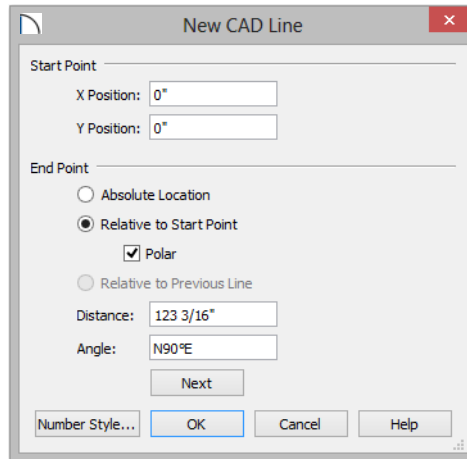 New CAD Line
Start Point
X Position: 0"
Y Position: 0"
End Point
Absolute Location
Relative to Start Point
Polar
Relative to Previous Line
Distance: 123 3/16"
Angle: N90°E
Next
Number Style... OK Cancel Help